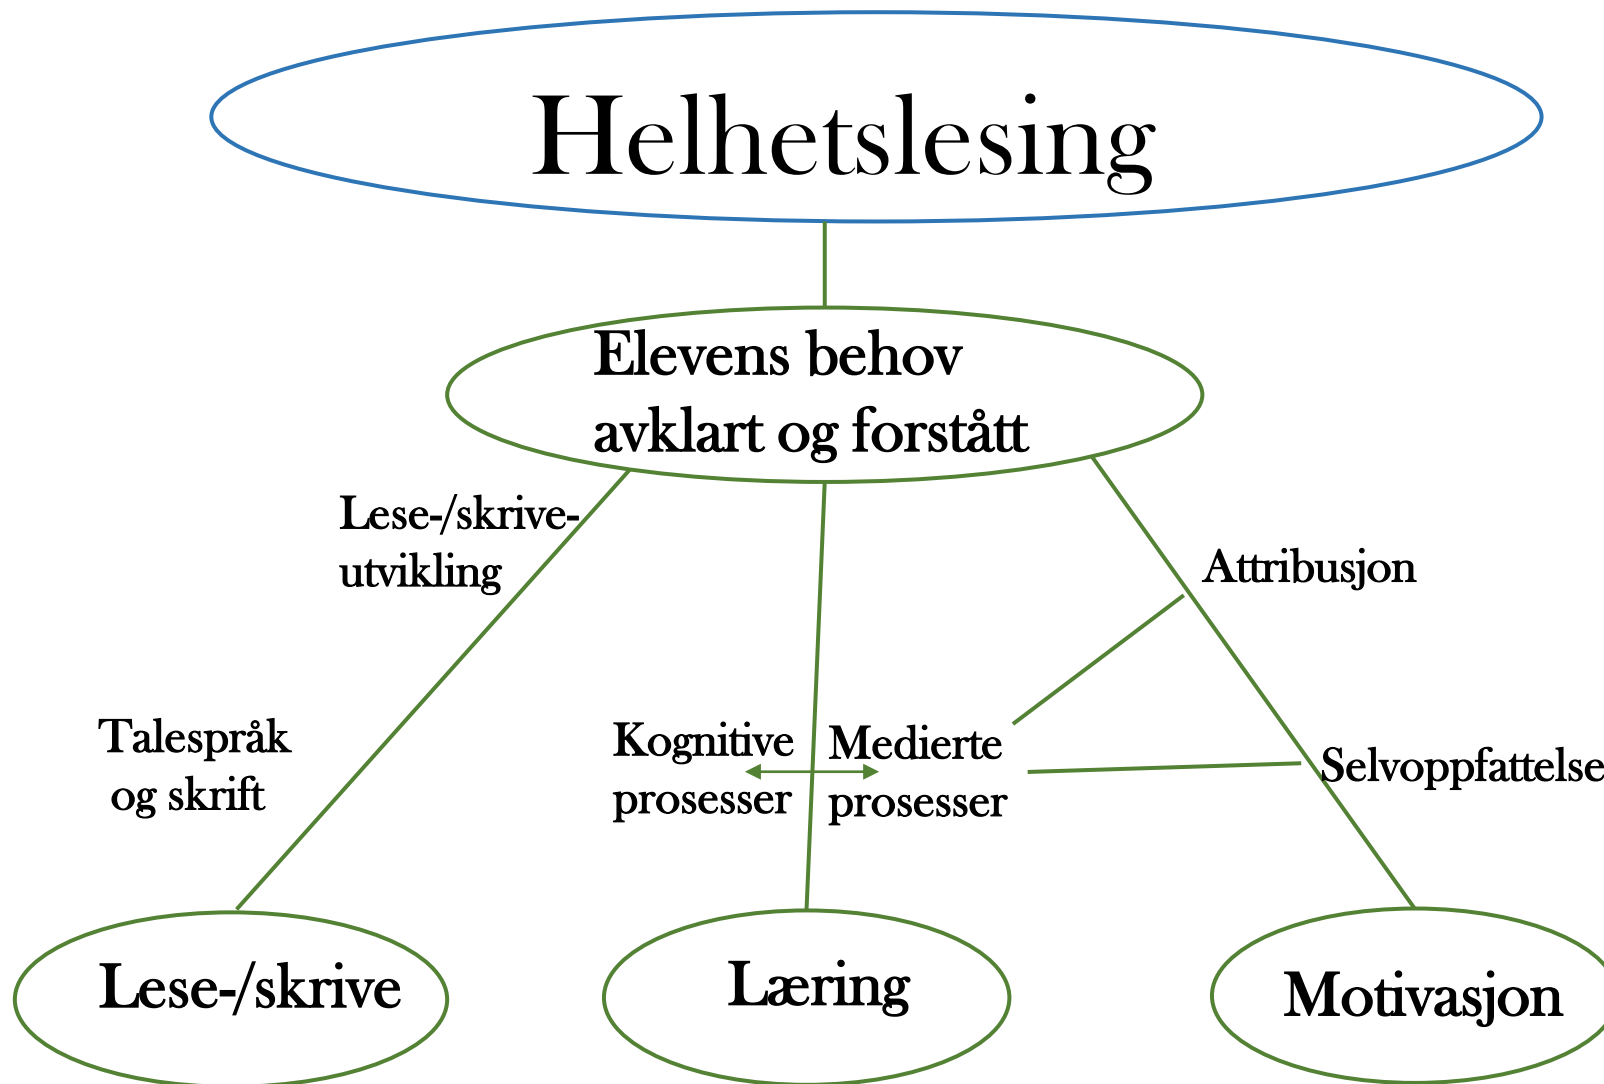 Helhetslesing
Elevens behov
avklart og forstått
Lese-/skrive-
utvikling
Attribusjon
Talespråk
og skrift
Kognitive
prosesser
Medierte
prosesser
Selvoppfattelse
Lese-/skrive
Læring
Motivasjon